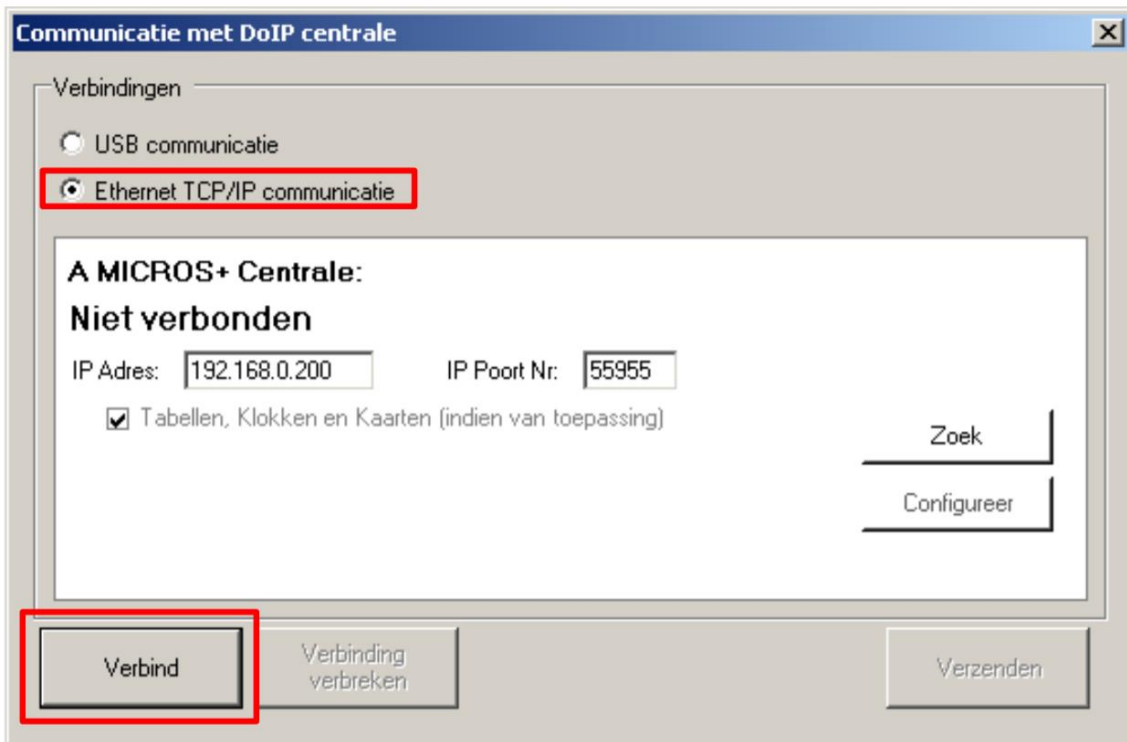 Communicatie met DoIP centrale
Verbindingen
USB communicatie
Ethernet TCP/IP communicatie
A MICROS+ Centrale:
Niet verbonden
IP Adres: 192.168.0.200 IP Poort Nr: 55955
Tabellen, Klokken en Kaarten (indien van toepassing)
Zoek
Configureer
Verbind
Verbinding
verbreken
Verzenden